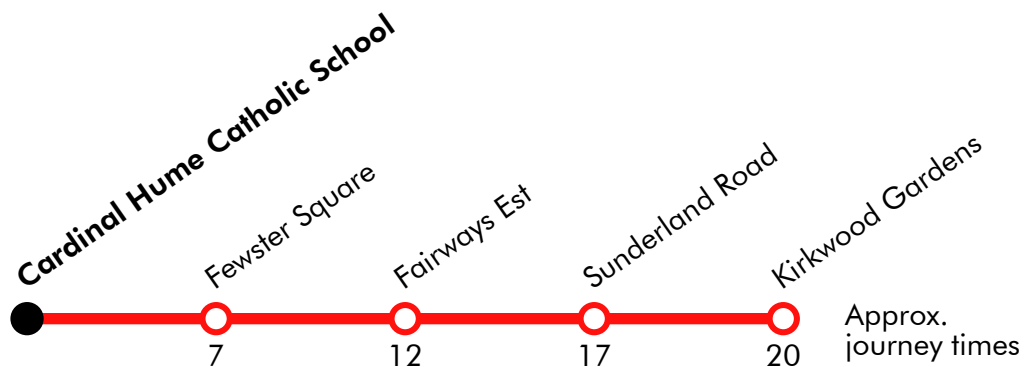 Cardinal Hume Catholic School
Fewster Square
Fairways Est
Sunderland Road
Kirkwood Gardens
7
12
17
20
Approx.
journey times